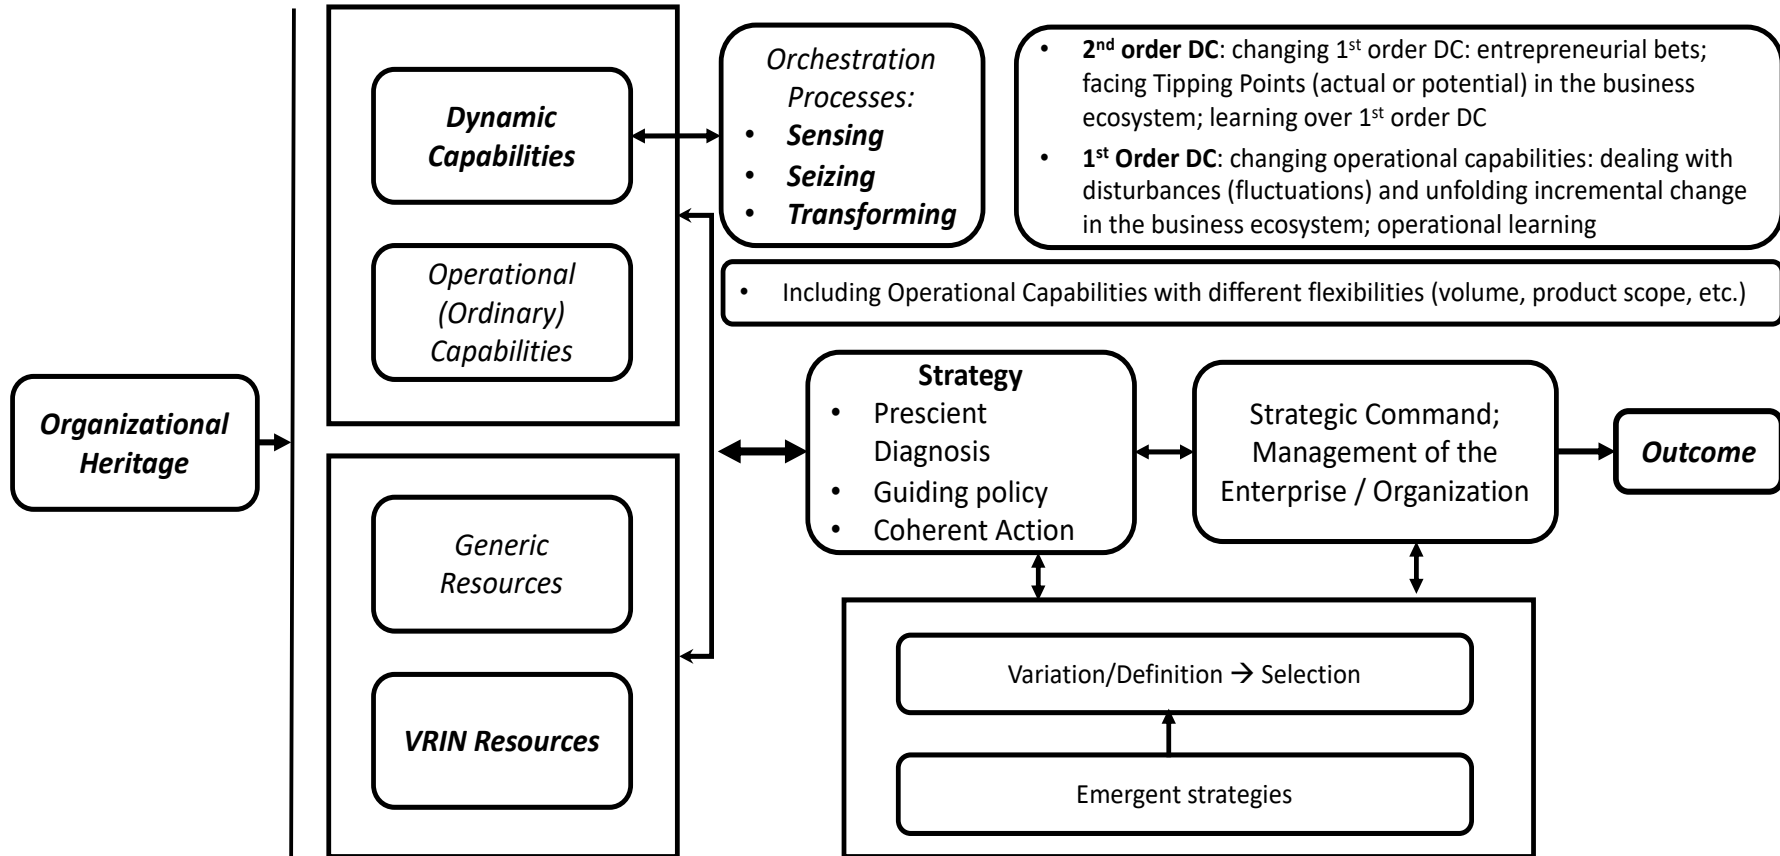 Organizational
Heritage
Dynamic
Capabilities
Operational
(Ordinary)
Capabilities
Generic
Resources
VRIN Resources
Orchestration
Processes:
• Sensing
• Seizing
• Transforming
• 2nd order DC: changing 1st order DC: entrepreneurial bets;
facing Tipping Points (actual or potential) in the business
ecosystem; learning over 1st order DC
• 1st Order DC: changing operational capabilities: dealing with
disturbances (fluctuations) and unfolding incremental change
in the business ecosystem; operational learning
• Including Operational Capabilities with different flexibilities (volume, product scope, etc.)
Strategy
• Prescient
Diagnosis
• Guiding policy
• Coherent Action
Strategic Command;
Management of the
Enterprise / Organization
Outcome
Variation/Definition → Selection
Emergent strategies